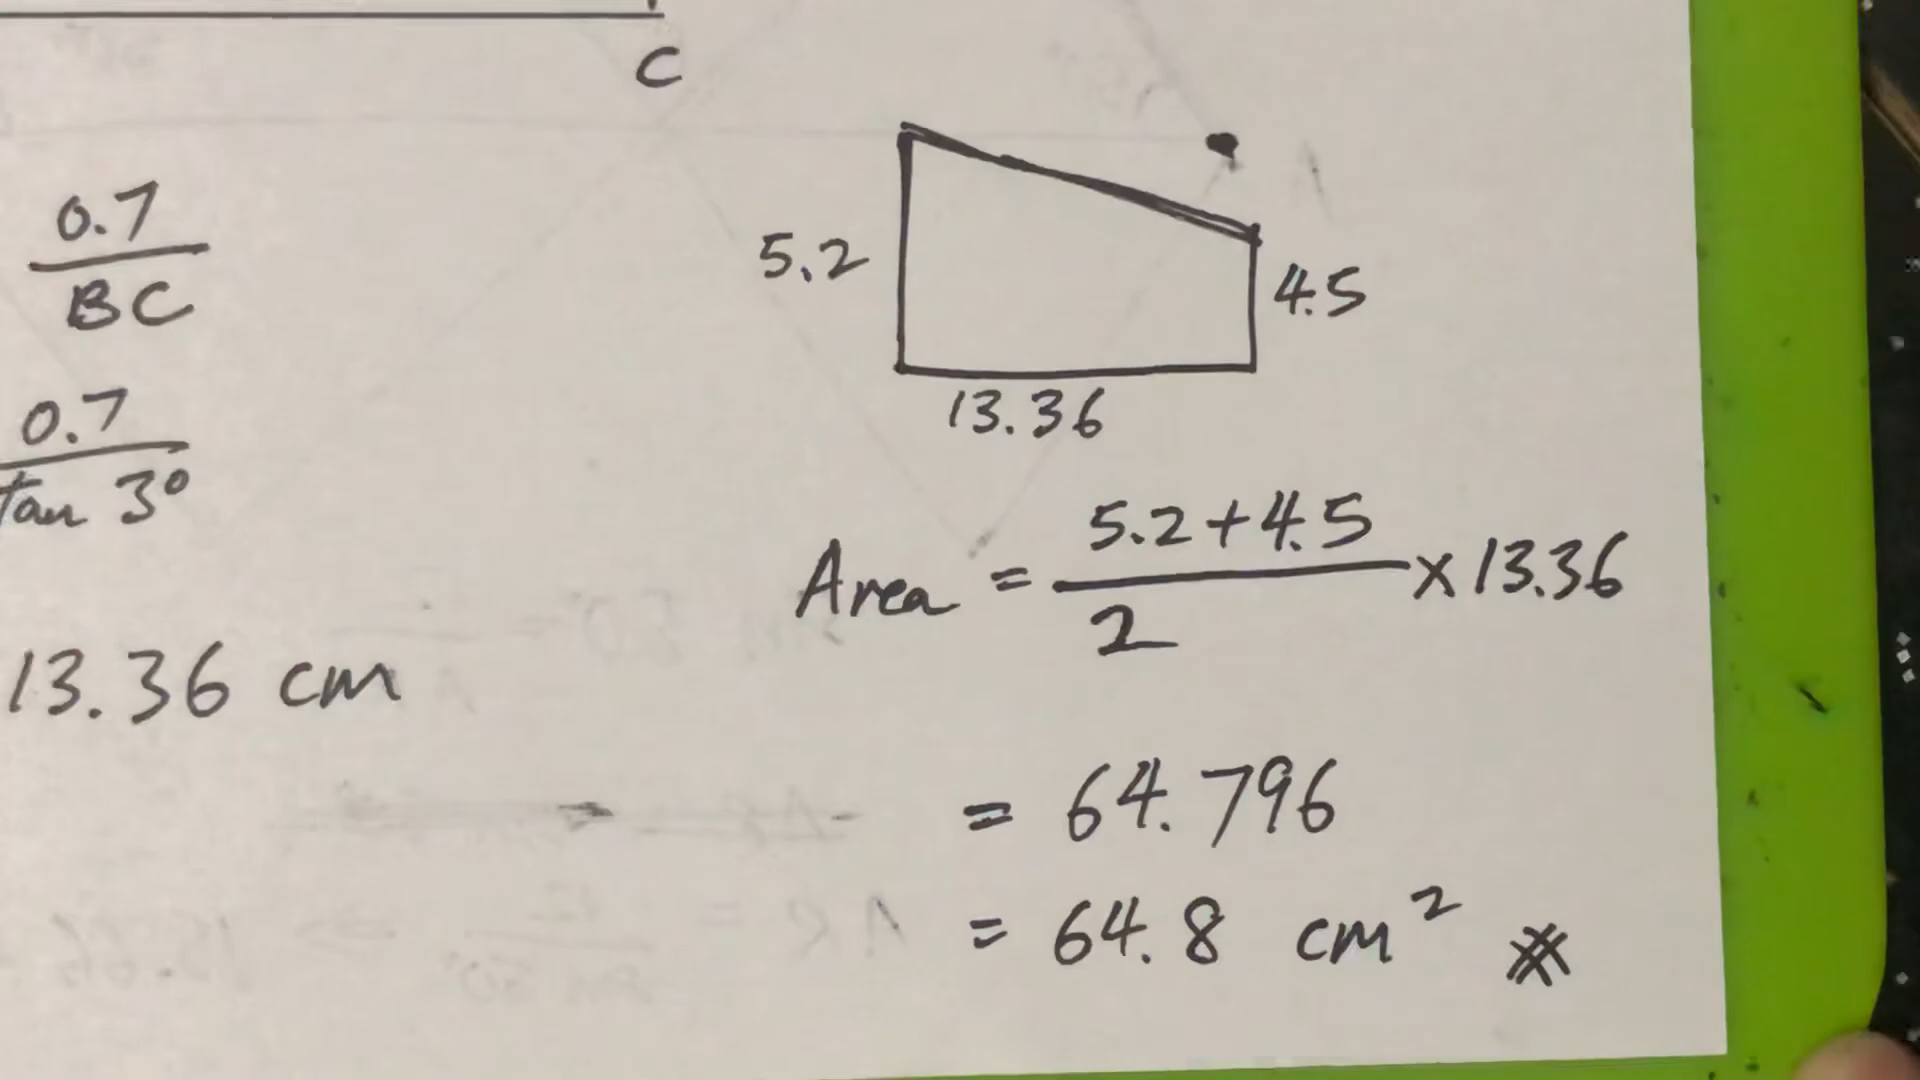 C
0.7
BC
0.7
tan 3°
13.36 cm
5.2
4.5
13.36
Area = 5.2+4.5
2
×13.36
= 64.796
= 64.8 cm²